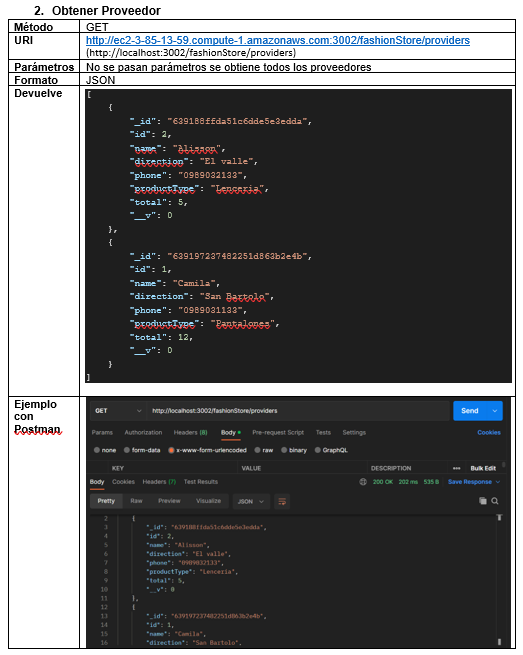 2. Obtener Proveedor
Método GET
URI http://ec2-3-85-13-59.compute-1.amazonaws.com:3002/fashionStore/providers
(http://localhost:3002/fashionStore/providers)
Parámetros No se pasan parámetros se obtiene todos los proveedores
Formato JSON
Devuelve
[
{
"_id": "639188ffda51c6dde5e3edda",
"id": 2,
"name": "Alisson",
"direction": "El valle",
"phone": "0989032133",
"productType": "Lenceria",
"total": 5,
"__v": 0
},
{
"_id": "639197237482251d863b2e4b",
"id": 1,
"name": "Camila",
"direction": "San Bartolo",
"phone": "0989031133",
"productType": "Pantalones",
"total": 12,
"__v": 0
}
]
Ejemplo
con
Postman
GET http://localhost:3002/fashionStore/providers Send
Params Authorization Headers (8) Body Pre-request Script Tests Settings Cookies
none form-data x-www-form-urlencoded raw binary GraphQL
KEY VALUE DESCRIPTION ••• Bulk Edit
Body Cookies Headers (7) Test Results 200 OK 202 ms 535 B Save Response
Pretty Raw Preview Visualize JSON
2 {
3 "_id": "639188ffda51c6dde5e3edda",
4 "id": 2,
5 "name": "Alisson",
6 "direction": "El valle",
7 "phone": "0989032133",
8 "productType": "Lenceria",
9 "total": 5,
10 "__v": 0
11 },
12 {
13 "_id": "639197237482251d863b2e4b",
14 "id": 1,
15 "name": "Camila",
16 "direction": "San Bartolo",